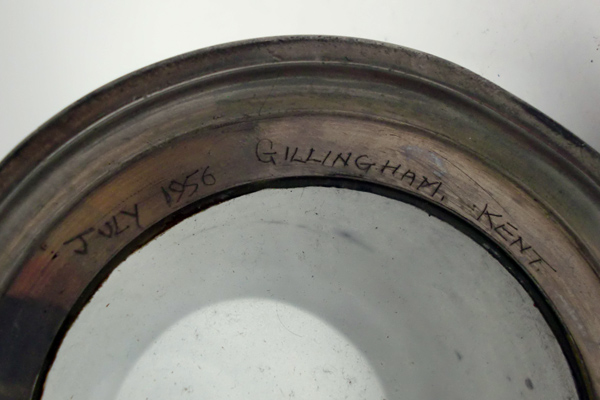 JULY 1956 GILLINGHAM, KENT.